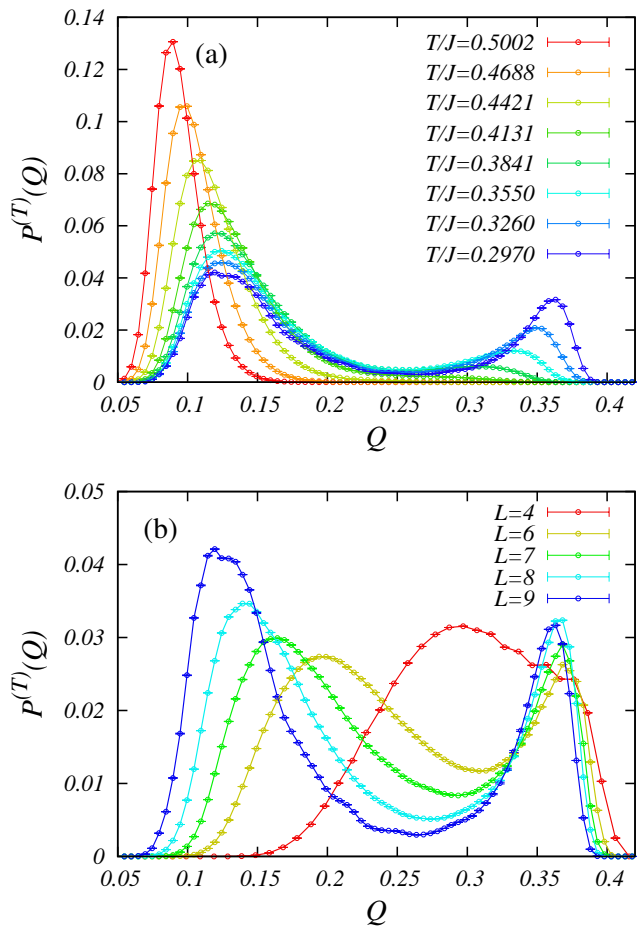 0.14
0.12
0.1
0.08
0.06
0.04
0.02
0
P(T)(Q)
(a)
T/J=0.5002
T/J=0.4688
T/J=0.4421
T/J=0.4131
T/J=0.3841
T/J=0.3550
T/J=0.3260
T/J=0.2970
0.05 0.1 0.15 0.2 0.25 0.3 0.35 0.4
Q
0.05
0.04
0.03
0.02
0.01
0
P(T)(Q)
(b)
L=4
L=6
L=7
L=8
L=9
0.05 0.1 0.15 0.2 0.25 0.3 0.35 0.4
Q